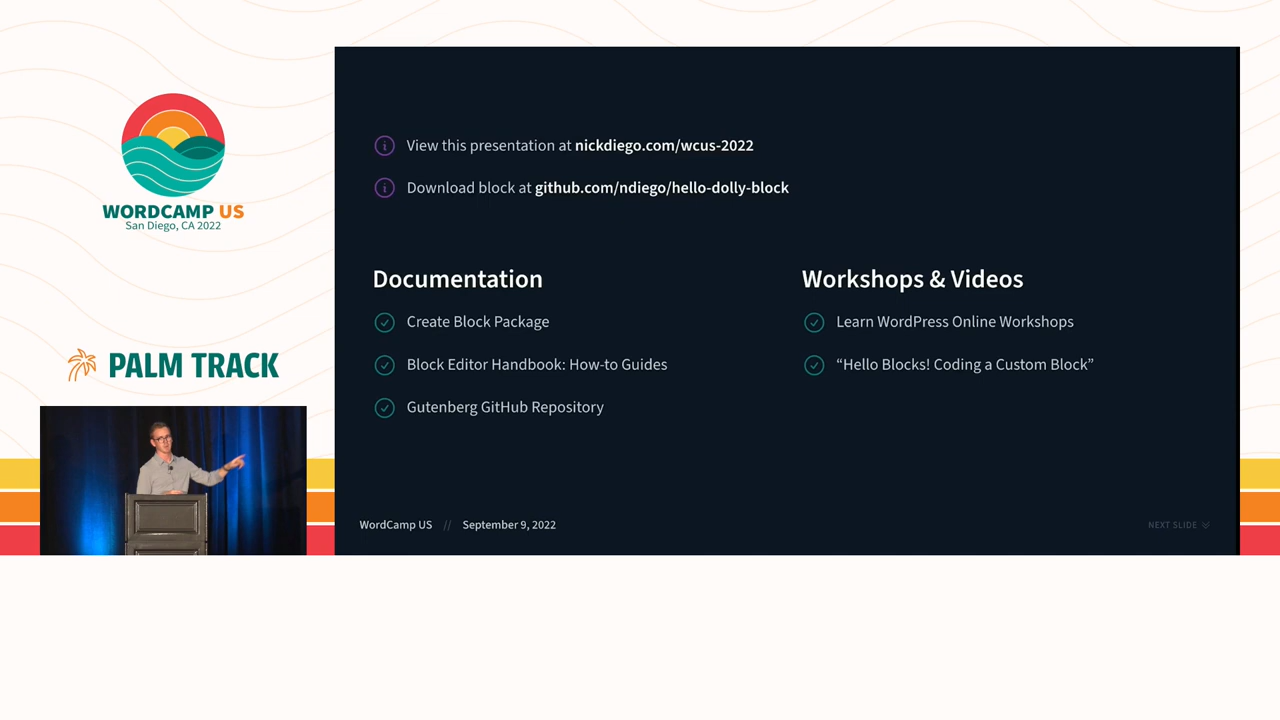 WORDCAMP US
San Diego, CA 2022
PALM TRACK
View this presentation at nickdiego.com/wcus-2022
Download block at github.com/ndiego/hello-dolly-block
Documentation
Create Block Package
Block Editor Handbook: How-to Guides
Gutenberg GitHub Repository
Workshops & Videos
Learn WordPress Online Workshops
“Hello Blocks! Coding a Custom Block”
WordCamp US // September 9, 2022
NEXT SLIDE